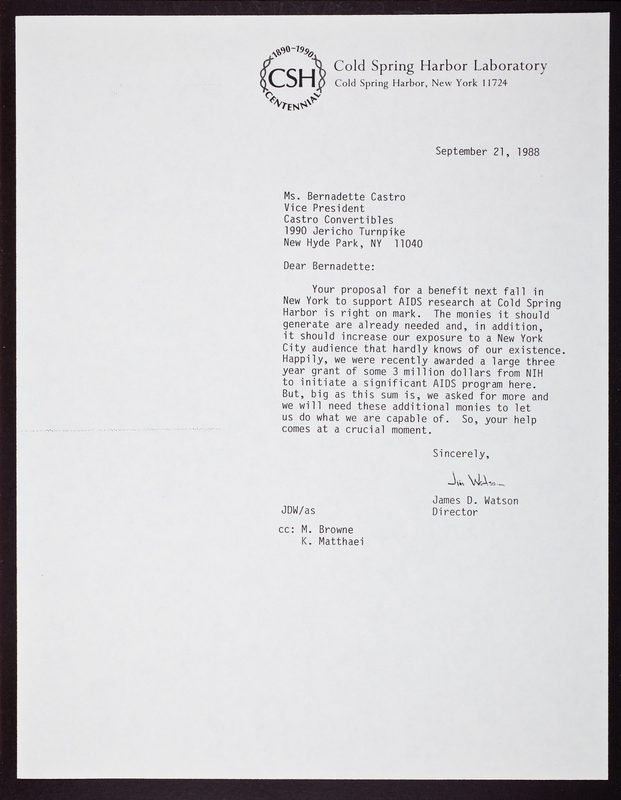 1890-1990
CSH
CENTENNIAL
Cold Spring Harbor Laboratory
Cold Spring Harbor, New York 11724
September 21, 1988
Ms. Bernadette Castro
Vice President
Castro Convertibles
1990 Jericho Turnpike
New Hyde Park, NY 11040
Dear Bernadette:
Your proposal for a benefit next fall in
New York to support AIDS research at Cold Spring
Harbor is right on mark. The monies it should
generate are already needed and, in addition,
it should increase our exposure to a New York
City audience that hardly knows of our existence.
Happily, we were recently awarded a large three
year grant of some 3 million dollars from NIH
to initiate a significant AIDS program here.
But, big as this sum is, we asked for more and
we will need these additional monies to let
us do what we are capable of. So, your help
comes at a crucial moment.
Sincerely,
Jim Watson
James D. Watson
JDW/as
Director
cc: M. Browne
K. Matthaei